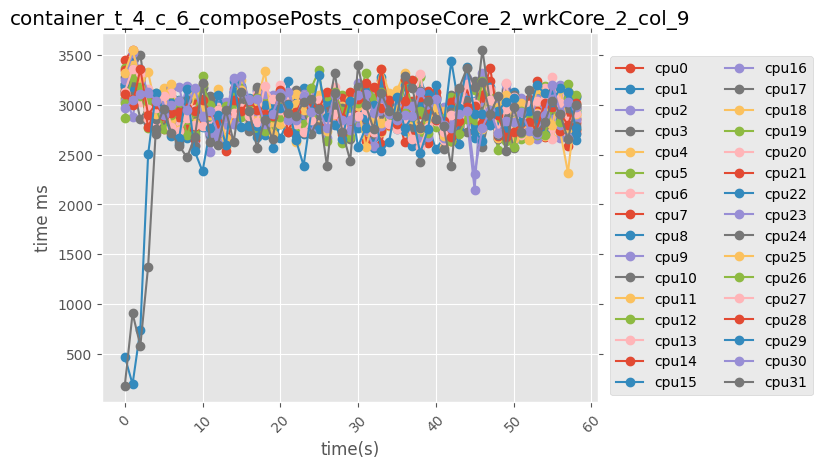 container_t_4_c_6_composePosts_composeCore_2_wrkCore_2_col_9
time ms
3500
3000
2500
2000
1500
1000
500
0
10
20
30
40
50
60
time(s)
cpu0
cpu1
cpu2
cpu3
cpu4
cpu5
cpu6
cpu7
cpu8
cpu9
cpu10
cpu11
cpu12
cpu13
cpu14
cpu15
cpu16
cpu17
cpu18
cpu19
cpu20
cpu21
cpu22
cpu23
cpu24
cpu25
cpu26
cpu27
cpu28
cpu29
cpu30
cpu31